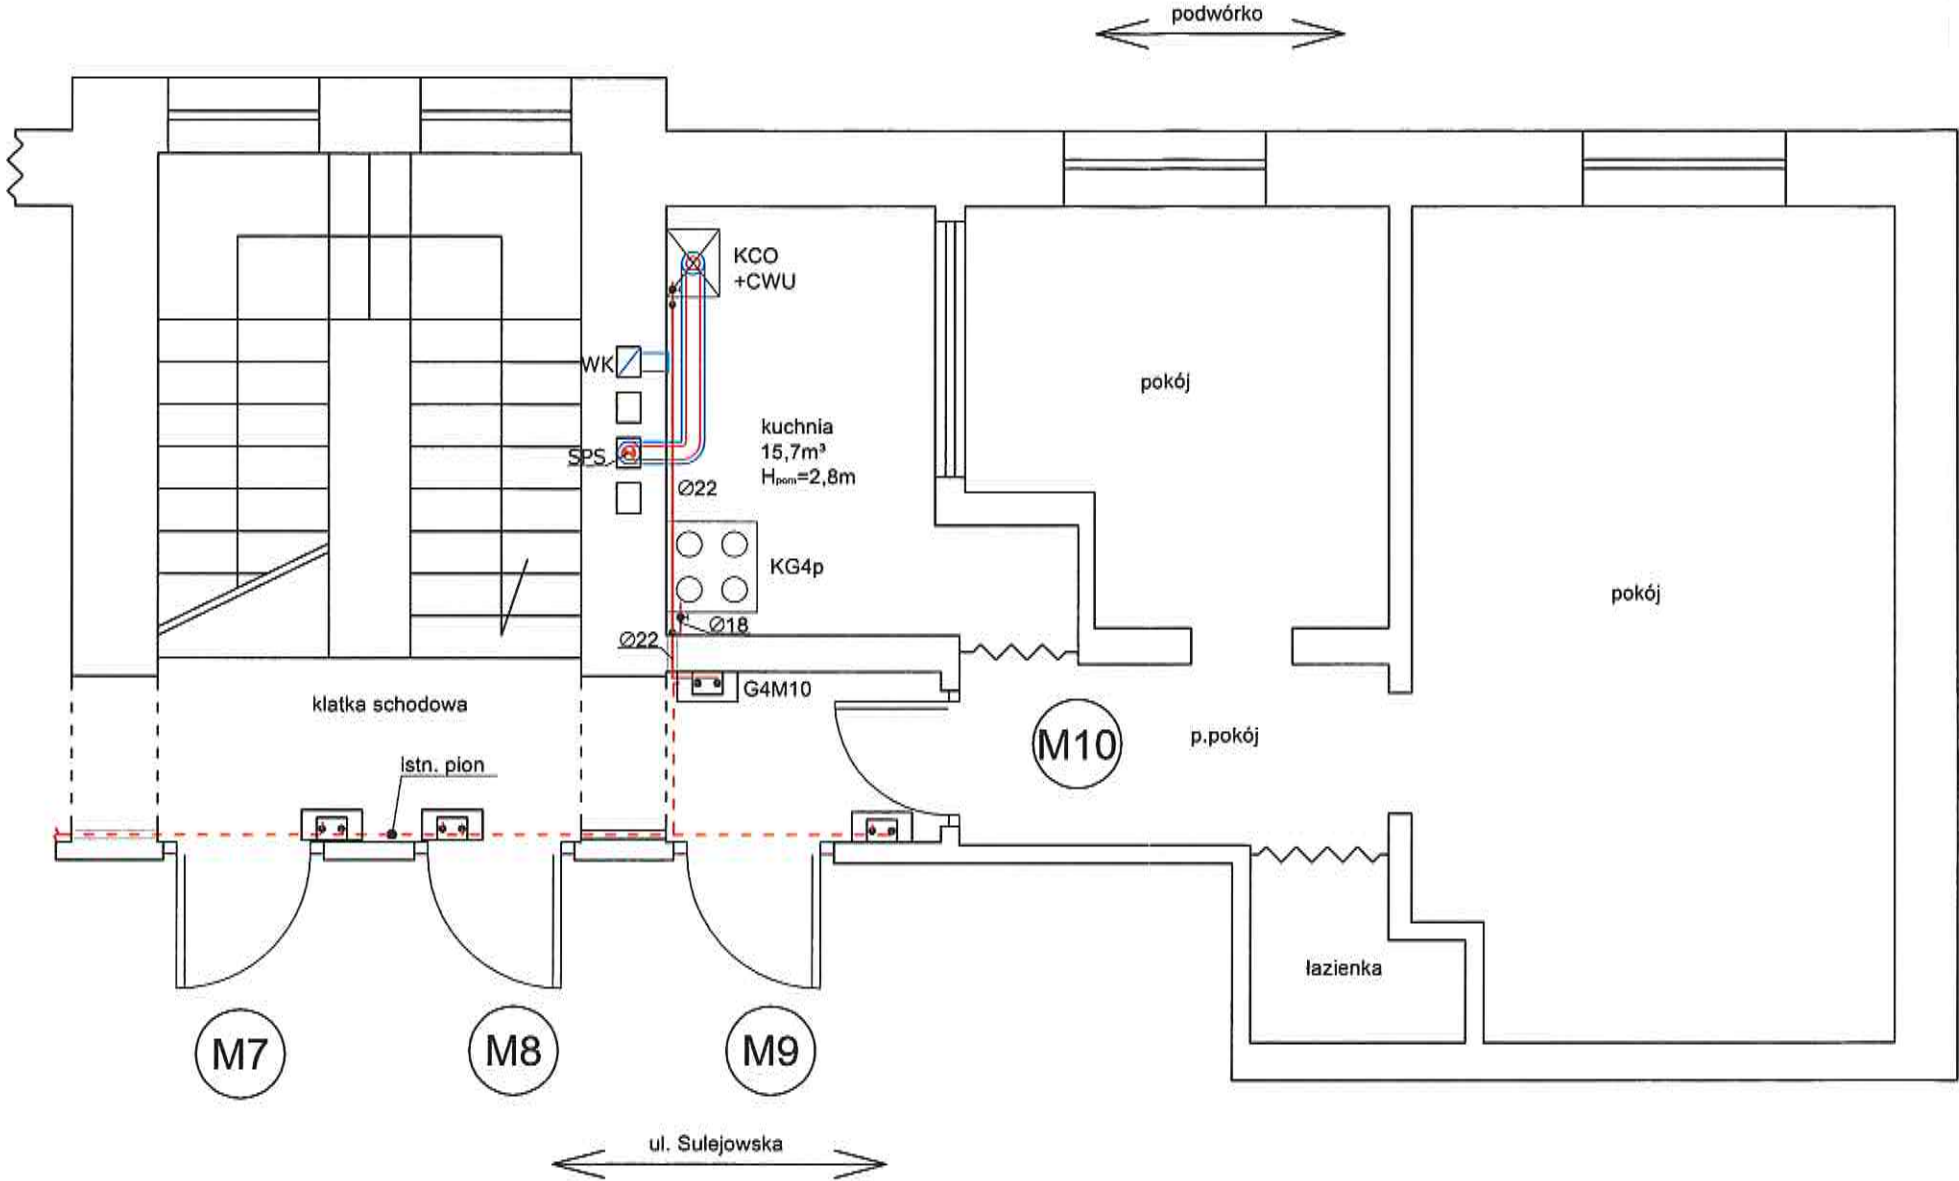 podwórko
KCO
+CWU
WK
pokój
kuchnia
15,7m³
Hpom=2,8m
SPS
Ø22
KG4p
pokój
Ø18
Ø22
G4M10
klatka schodowa
M10
p.pokój
istn. pion
łazienka
M7
M8
M9
ul. Sulejowska